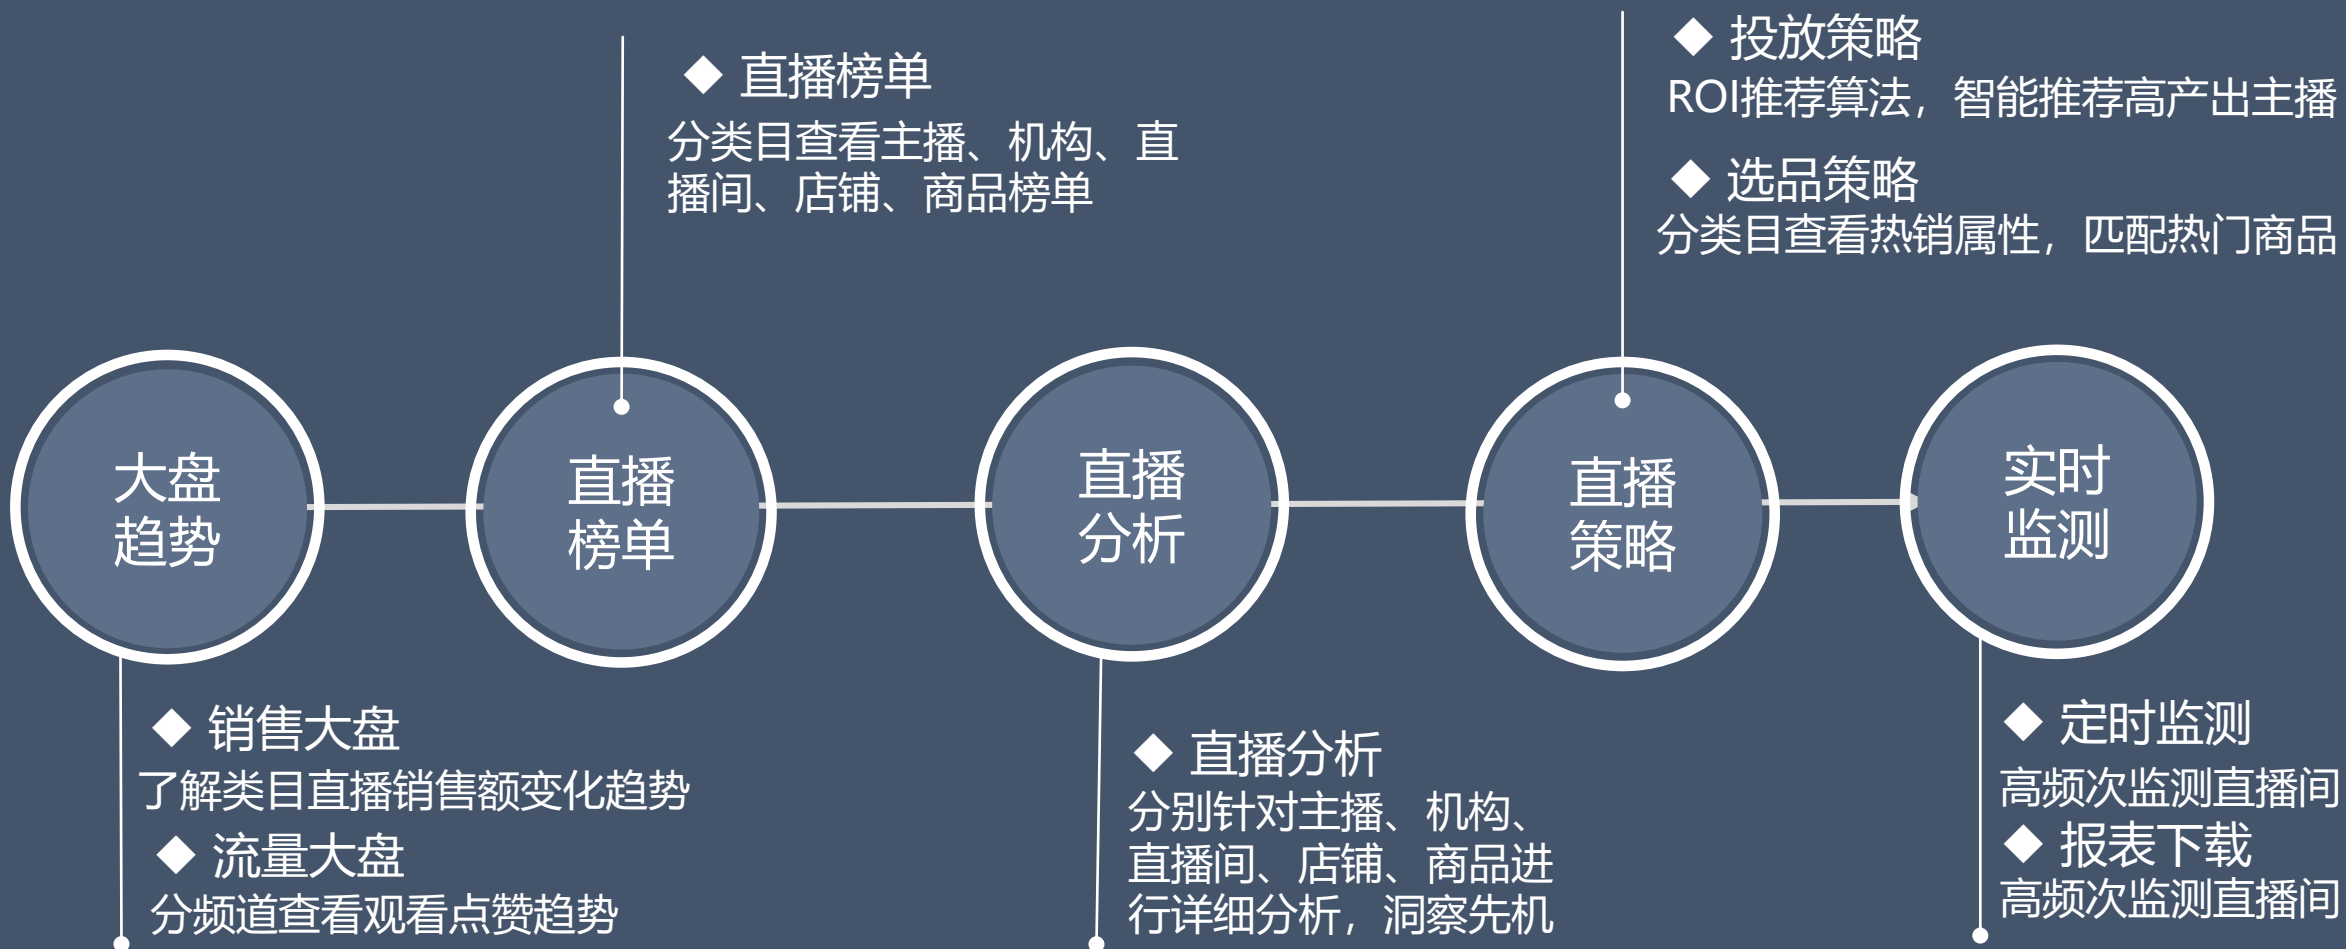 直播榜单
分类目查看主播、机构、直
播间、店铺、商品榜单
投放策略
ROI推荐算法，智能推荐高产出主播
选品策略
分类目查看热销属性，匹配热门商品
大盘
趋势
直播
榜单
直播
分析
直播
策略
实时
监测
销售大盘
了解类目直播销售额变化趋势
流量大盘
分频道查看观看点赞趋势
直播分析
分别针对主播、机构、
直播间、店铺、商品进
行详细分析，洞察先机
定时监测
高频次监测直播间
报表下载
高频次监测直播间